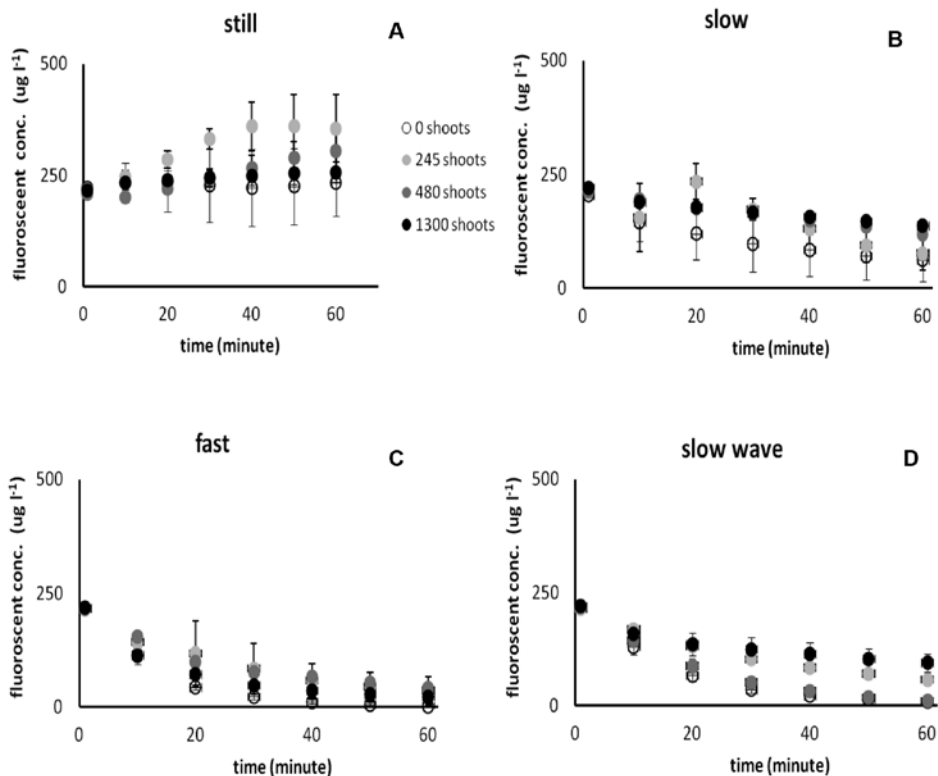 still
A
fluoroscent conc. (ug l-1)
500
250
0
0 20 40 60
time (minute)
0 shoots
245 shoots
480 shoots
1300 shoots
slow
B
fluoroscent conc. (ug l-1)
500
250
0
0 20 40 60
time (minute)
fast
C
fluoroscent conc. (ug l-1)
500
250
0
0 20 40 60
time (minute)
slow wave
D
fluoroscent conc. (ug l-1)
500
250
0
0 20 40 60
time (minute)